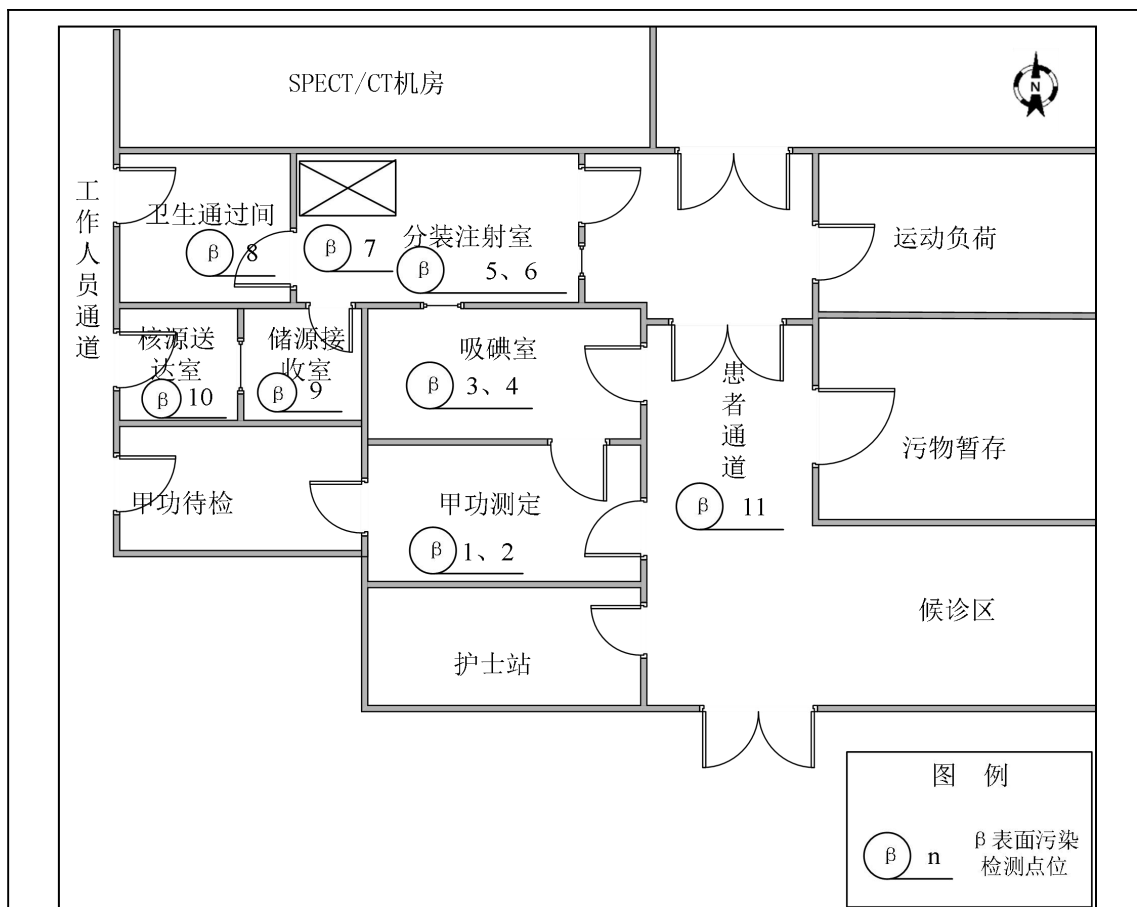 SPECT/CT机房
N
工作人员通道
卫生通过间
β 8
β 7
分装注射室
β 5、6
运动负荷
核源送
达室
β 10
储源接
收室
β 9
吸碘室
β 3、4
患者通道
β 11
污物暂存
甲功待检
甲功测定
β 1、2
候诊区
护士站
图 例
β n
β表面污染
检测点位